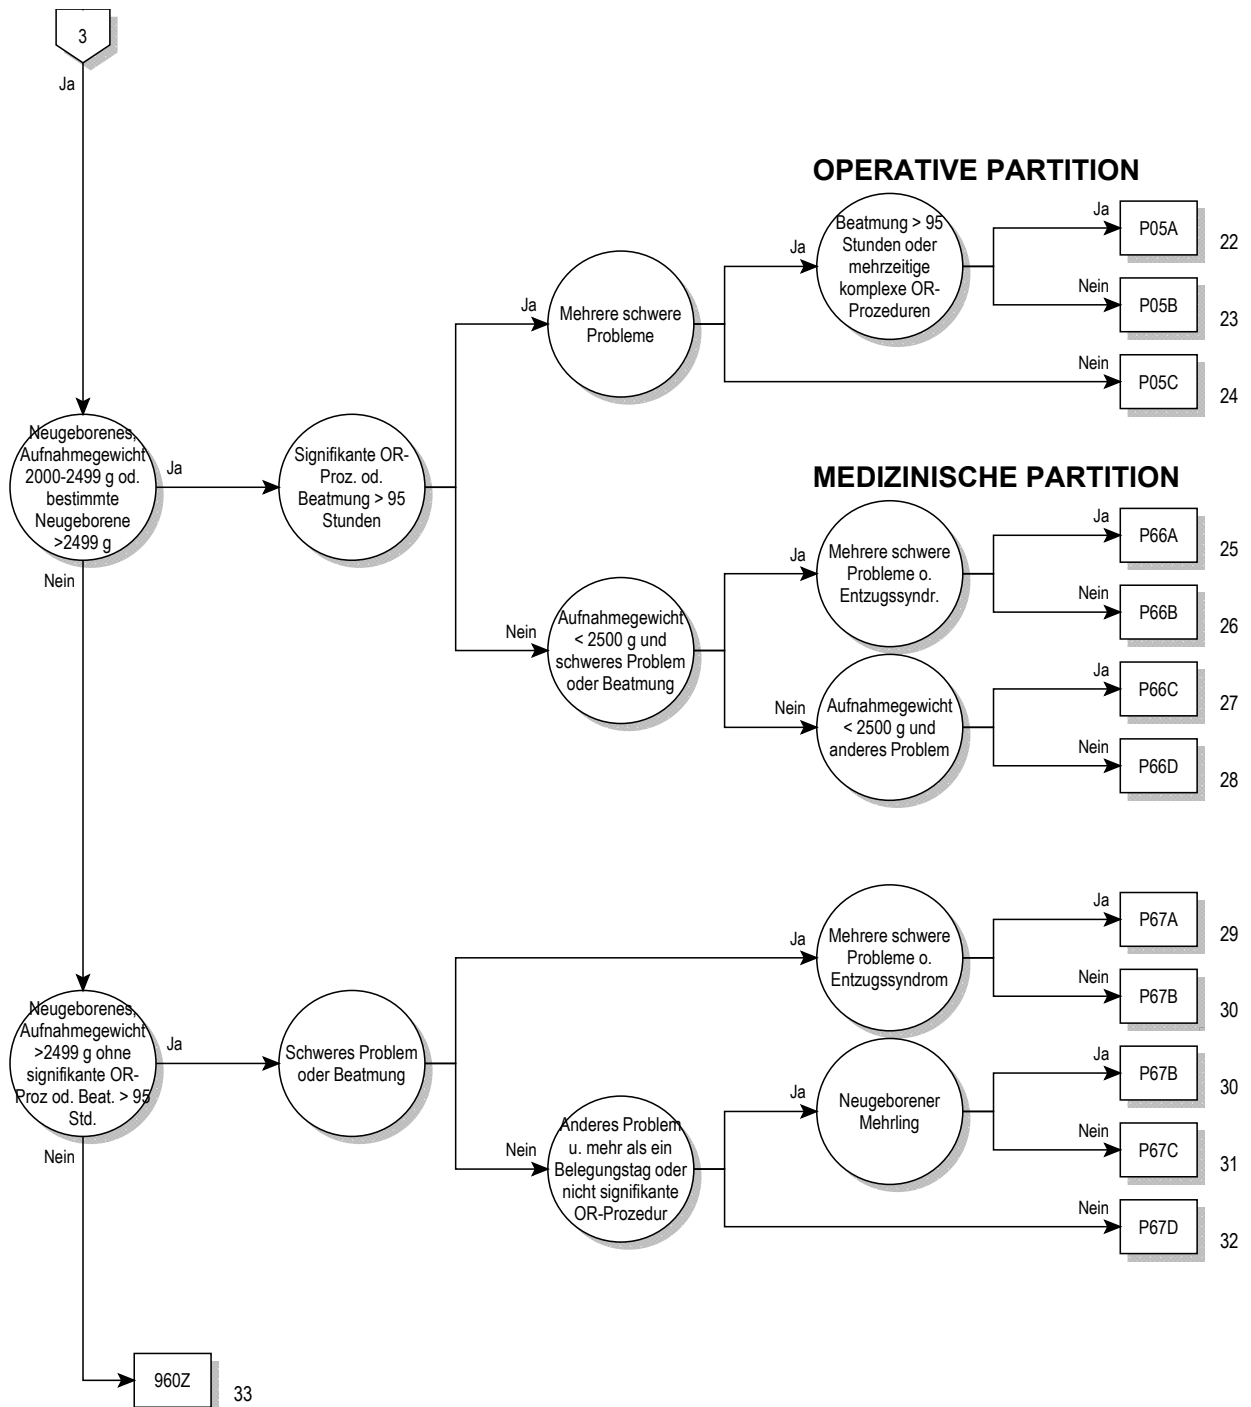 3
Ja
OPERATIVE PARTITION
Beatmung > 95
Stunden oder
mehrzeitige
komplexe OR-
Prozeduren
Ja
P05A
22
Ja
Nein
P05B
23
Ja
Mehrere schwere
Probleme
Nein
P05C
24
Neugeborenes,
Aufnahmegewicht
2000-2499 g od.
bestimmte
Neugeborene
>2499 g
Ja
Signifikante OR-
Proz. od.
Beatmung > 95
Stunden
MEDIZINISCHE PARTITION
Ja
Mehrere schwere
Probleme o.
Entzugssyndr.
Ja
P66A
25
Nein
P66B
26
Nein
Nein
Aufnahmegewicht
< 2500 g und
schweres Problem
oder Beatmung
Nein
Aufnahmegewicht
< 2500 g und
anderes Problem
Ja
P66C
27
Nein
P66D
28
Ja
Mehrere schwere
Probleme o.
Entzugssyndrom
Ja
P67A
29
Nein
P67B
30
Neugeborenes,
Aufnahmegewicht
>2499 g ohne
signifikante OR-
Proz od. Beat. > 95
Std.
Ja
Schweres Problem
oder Beatmung
Ja
Neugeborener
Mehrling
Ja
P67B
30
Nein
P67C
31
Nein
Nein
Anderes Problem
u. mehr als ein
Belegungstag oder
nicht signifikante
OR-Prozedur
Nein
P67D
32
960Z
33